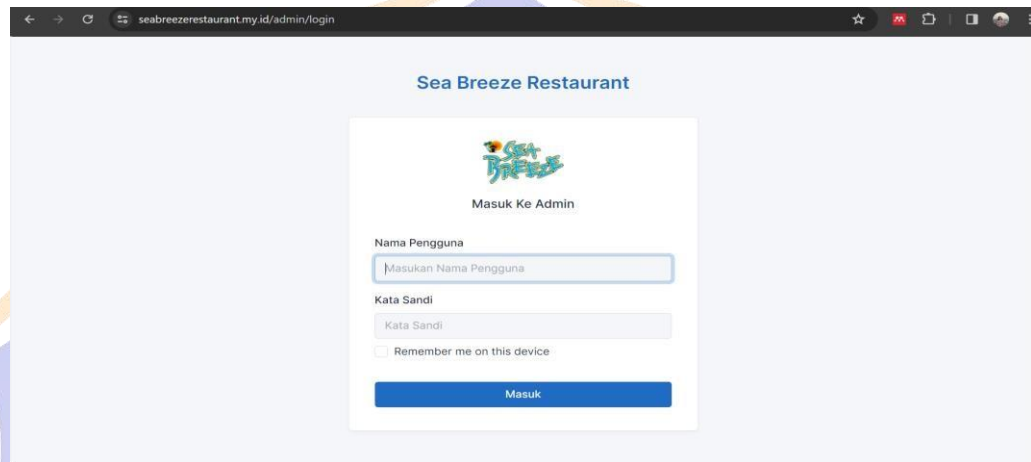 seabreezerestaurant.my.id/admin/login
Sea Breeze Restaurant
SEA
BREEZE
Masuk Ke Admin
Nama Pengguna
Masukan Nama Pengguna
Kata Sandi
Kata Sandi
Remember me on this device
Masuk